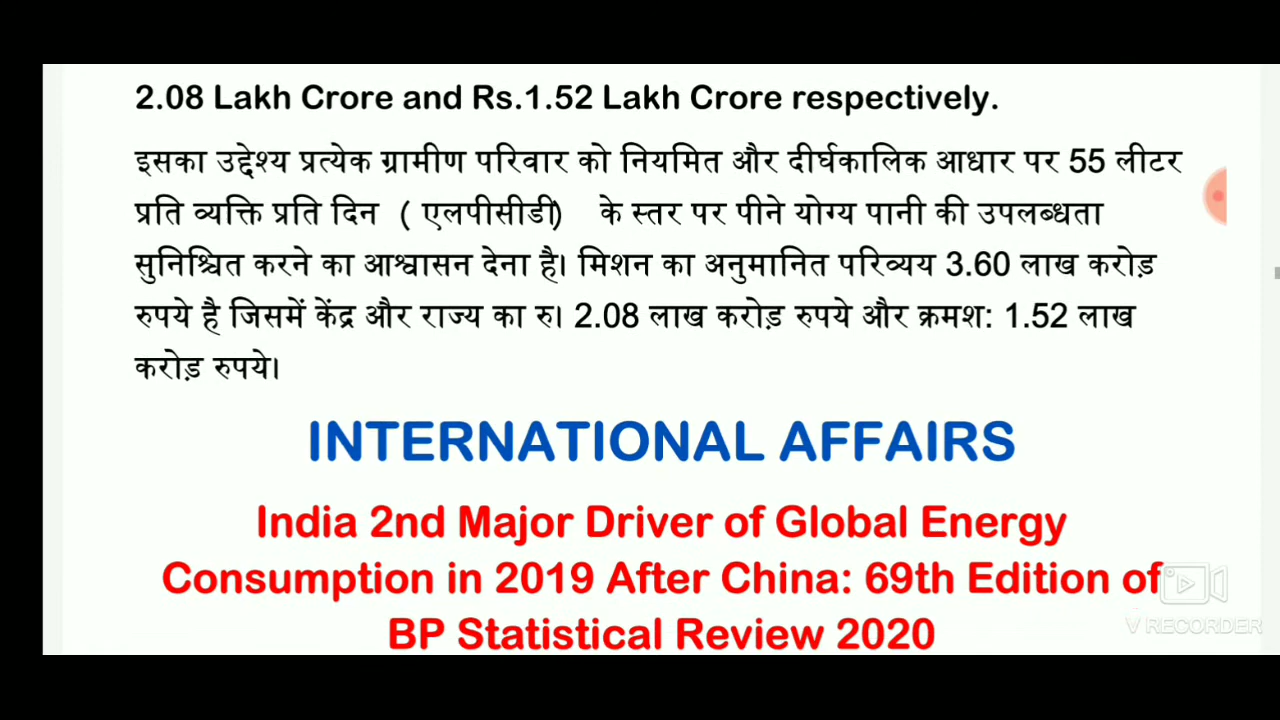 2.08 Lakh Crore and Rs.1.52 Lakh Crore respectively.
इसका उद्देश्य प्रत्येक ग्रामीण परिवार को नियमित और दीर्घकालिक आधार पर 55 लीटर
प्रति व्यक्ति प्रति दिन ( एलपीसीडी) के स्तर पर पीने योग्य पानी की उपलब्धता
सुनिश्चित करने का आश्वासन देना है। मिशन का अनुमानित परिव्यय 3.60 लाख करोड़
रुपये है जिसमें केंद्र और राज्य का रु। 2.08 लाख करोड़ रुपये और क्रमश: 1.52 लाख
करोड़ रुपये।
INTERNATIONAL AFFAIRS
India 2nd Major Driver of Global Energy
Consumption in 2019 After China: 69th Edition of
BP Statistical Review 2020
V RECORDER